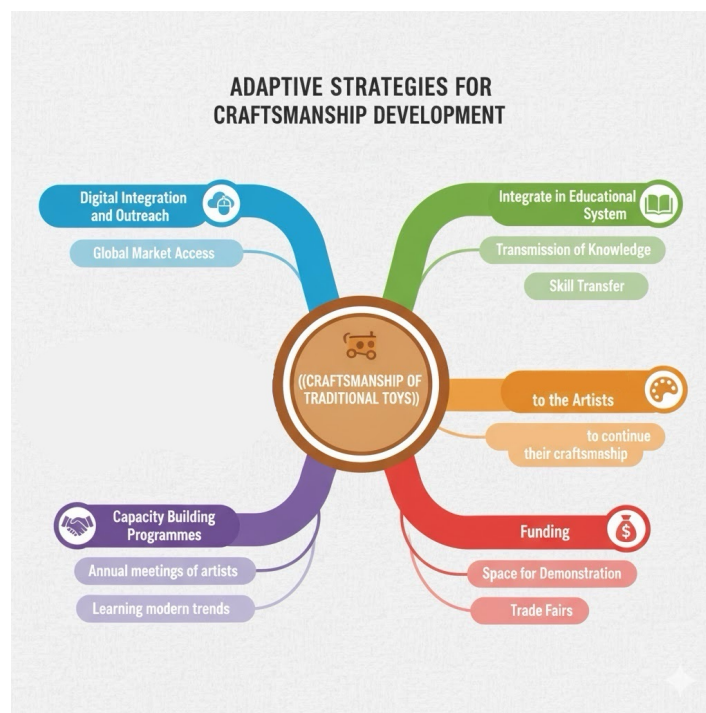 ADAPTIVE STRATEGIES FOR
CRAFTSMANSHIP DEVELOPMENT
Digital Integration
and Outreach
Global Market Access
Integrate in Educational
System
Transmission of Knowledge
Skill Transfer
((CRAFTSMANSHIP OF
TRADITIONAL TOYS))
to the Artists
to continue
their craftsmship
Capacity Building
Programmes
Annual meetings of artists
Learning modern trends
Funding
$
Space for Demonstration
Trade Fairs